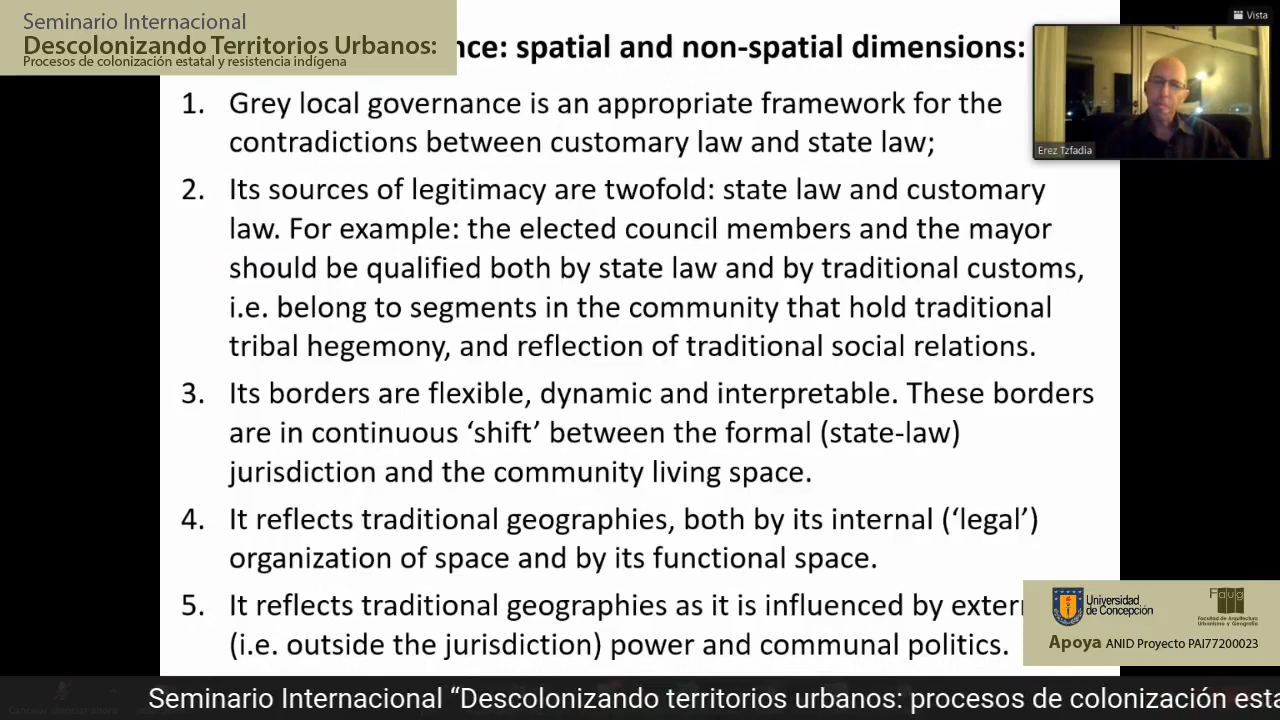 Seminario Internacional
Descolonizando Territorios Urbanos:
Procesos de colonización estatal y resistencia indígena
nce: spatial and non-spatial dimensions:
Vista
Erez Tzfadia
1. Grey local governance is an appropriate framework for the
contradictions between customary law and state law;
2. Its sources of legitimacy are twofold: state law and customary
law. For example: the elected council members and the mayor
should be qualified both by state law and by traditional customs,
i.e. belong to segments in the community that hold traditional
tribal hegemony, and reflection of traditional social relations.
3. Its borders are flexible, dynamic and interpretable. These borders
are in continuous ‘shift’ between the formal (state-law)
jurisdiction and the community living space.
4. It reflects traditional geographies, both by its internal (‘legal’)
organization of space and by its functional space.
5. It reflects traditional geographies as it is influenced by extern
(i.e. outside the jurisdiction) power and communal politics.
Universidad
de Concepción
Faug
Facultad de Arquitectura
Urbanismo y Geografía
Apoya ANID Proyecto PAI77200023
Seminario Internacional “Descolonizando territorios urbanos: procesos de colonización esta